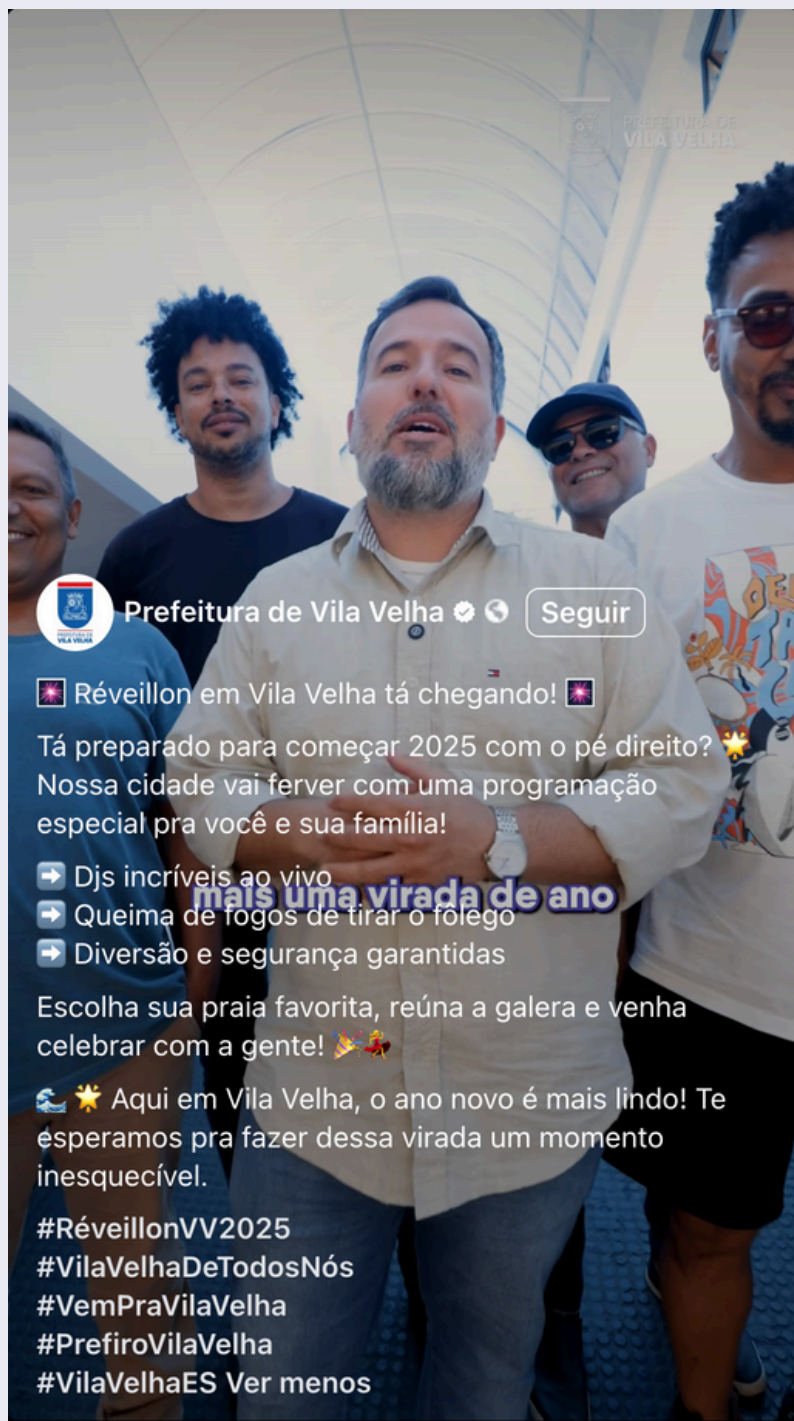 PREFEITURA DE
VILA VELHA
PREFEITURA DE
VILA VELHA
Prefeitura de Vila Velha
Seguir
Réveillon em Vila Velha tá chegando!
Tá preparado para começar 2025 com o pé direito? 🌟
Nossa cidade vai ferver com uma programação
especial pra você e sua família!
➡️ Djs incríveis ao vivo
mais uma virada de ano
➡️ Queima de fogos de tirar o fôlego
➡️ Diversão e segurança garantidas
Escolha sua praia favorita, reúna a galera e venha
celebrar com a gente! 🎉💃
🌊 🌟 Aqui em Vila Velha, o ano novo é mais lindo! Te
esperamos pra fazer dessa virada um momento
inesquecível.
#RéveillonVV2025
#VilaVelhaDeTodosNós
#VemPraVilaVelha
#PrefiroVilaVelha
#VilaVelhaES Ver menos